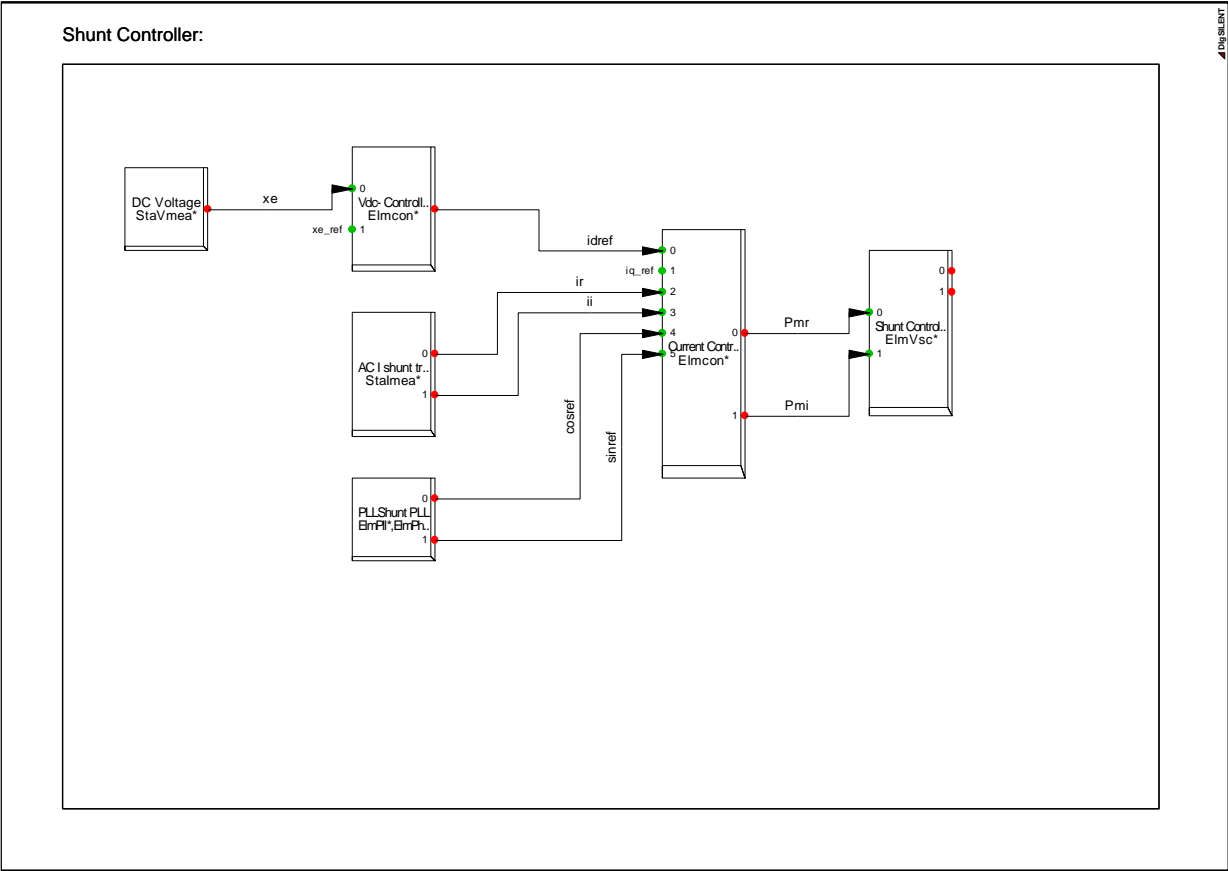 Shunt Controller:
DIgSILENT
DC Voltage
StaVmea*
xe
0
Vdc- Controll..
Elmcon*
xe_ref
1
idref
0
iq_ref
1
ir
2
ii
3
4
5
cosref
sinref
AC I shunt tr..
StaImea*
0
1
PLLShunt PLL
ElmPll*,ElmPh..
0
1
Current Contr..
Elmcon*
0
1
Pmr
Pmi
0
1
Shunt Control..
ElmVsc*
0
1